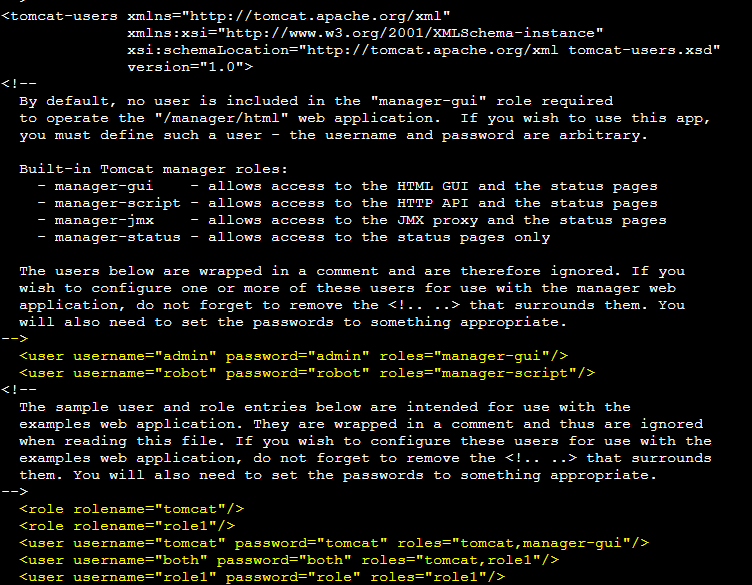 <tomcat-users xmlns="http://tomcat.apache.org/xml"
xmlns:xsi="http://www.w3.org/2001/XMLSchema-instance"
xsi:schemaLocation="http://tomcat.apache.org/xml tomcat-users.xsd"
version="1.0">
<!--
By default, no user is included in the "manager-gui" role required
to operate the "/manager/html" web application.  If you wish to use this app,
you must define such a user - the username and password are arbitrary.

Built-in Tomcat manager roles:
- manager-gui    - allows access to the HTML GUI and the status pages
- manager-script - allows access to the HTTP API and the status pages
- manager-jmx    - allows access to the JMX proxy and the status pages
- manager-status - allows access to the status pages only

The users below are wrapped in a comment and are therefore ignored. If you
wish to configure one or more of these users for use with the manager web
application, do not forget to remove the <!.. ..> that surrounds them. You
will also need to set the passwords to something appropriate.
-->
<user username="admin" password="admin" roles="manager-gui"/>
<user username="robot" password="robot" roles="manager-script"/>
<!--
The sample user and role entries below are intended for use with the
examples web application. They are wrapped in a comment and thus are ignored
when reading this file. If you wish to configure these users for use with the
examples web application, do not forget to remove the <!.. ..> that surrounds
them. You will also need to set the passwords to something appropriate.
-->
<role rolename="tomcat"/>
<role rolename="role1"/>
<user username="tomcat" password="tomcat" roles="tomcat,manager-gui"/>
<user username="both" password="both" roles="tomcat,role1"/>
<user username="role1" password="role" roles="role1"/>